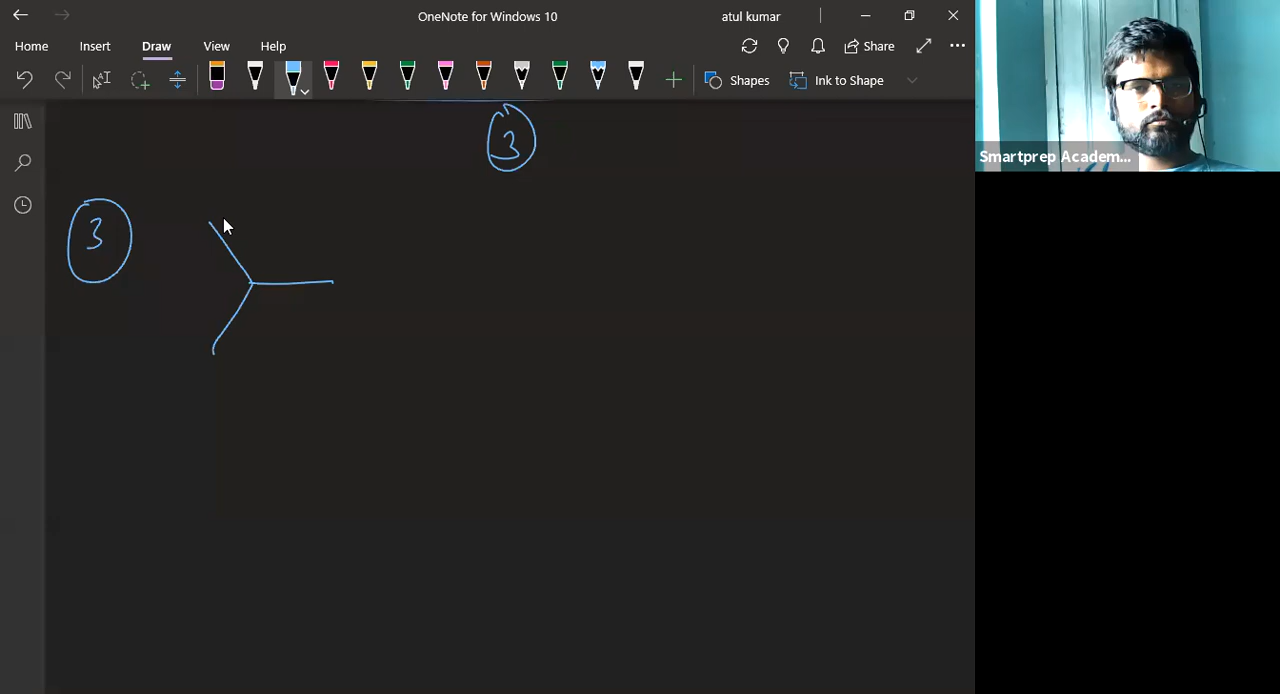 OneNote for Windows 10
atul kumar
Home Insert Draw View Help
Share
Shapes
Ink to Shape
Smartprep Academ...
3
3